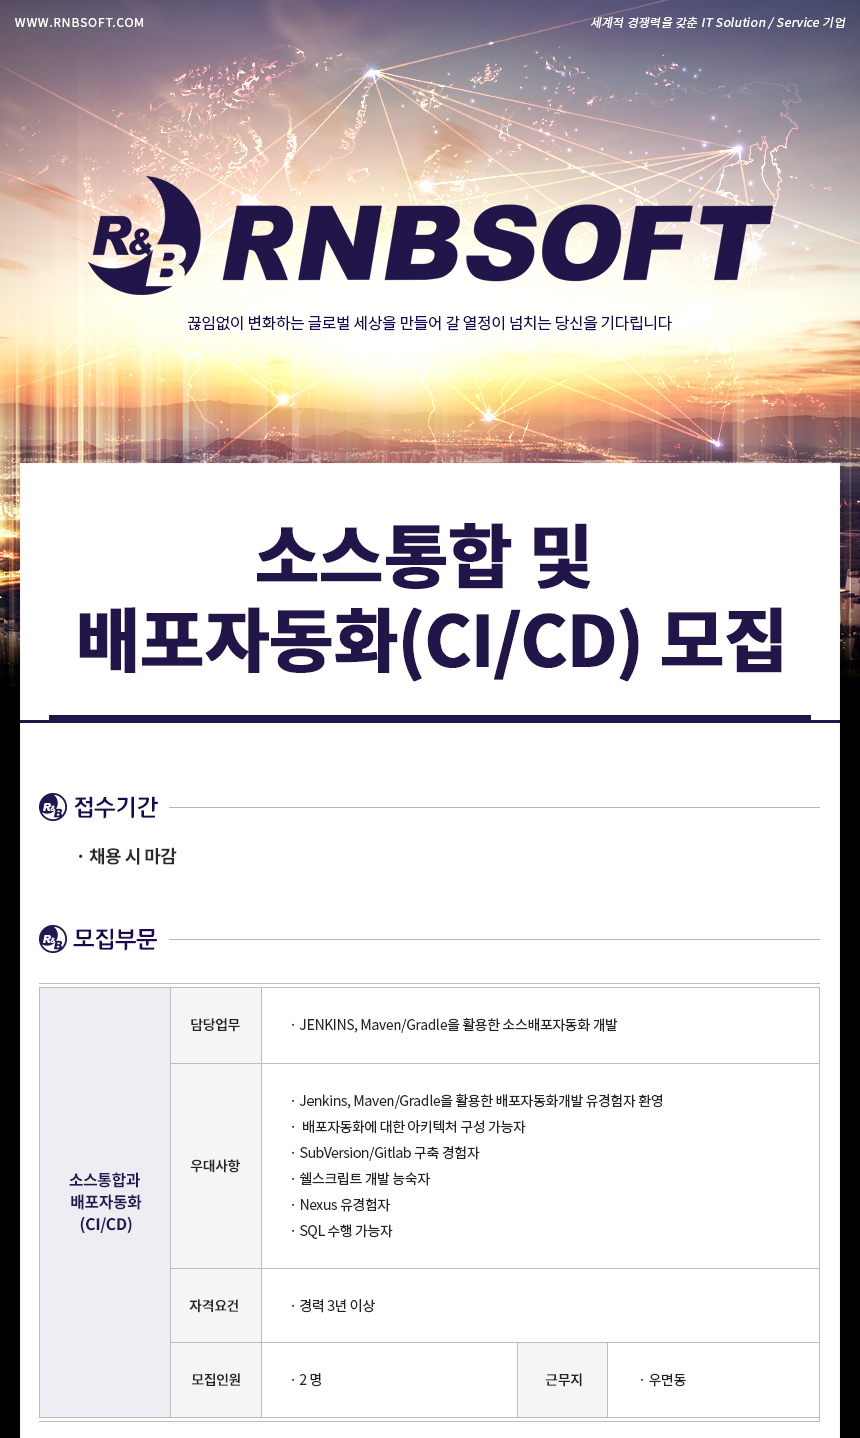 WWW.RNBSOFT.COM
세계적 경쟁력을 갖춘 IT Solution / Service 기업
R&B RNBSOFT
끊임없이 변화하는 글로벌 세상을 만들어 갈 열정이 넘치는 당신을 기다립니다
소스통합 및
배포자동화(CI/CD) 모집
R&B 접수기간
· 채용 시 마감
R&B 모집부문
소스통합과
배포자동화
(CI/CD)
담당업무
· JENKINS, Maven/Gradle을 활용한 소스배포자동화 개발
우대사항
· Jenkins, Maven/Gradle을 활용한 배포자동화개발 유경험자 환영
· 배포자동화에 대한 아키텍처 구성 가능자
· SubVersion/Gitlab 구축 경험자
· 쉘스크립트 개발 능숙자
· Nexus 유경험자
· SQL 수행 가능자
자격요건
· 경력 3년 이상
모집인원
· 2 명
근무지
· 우면동